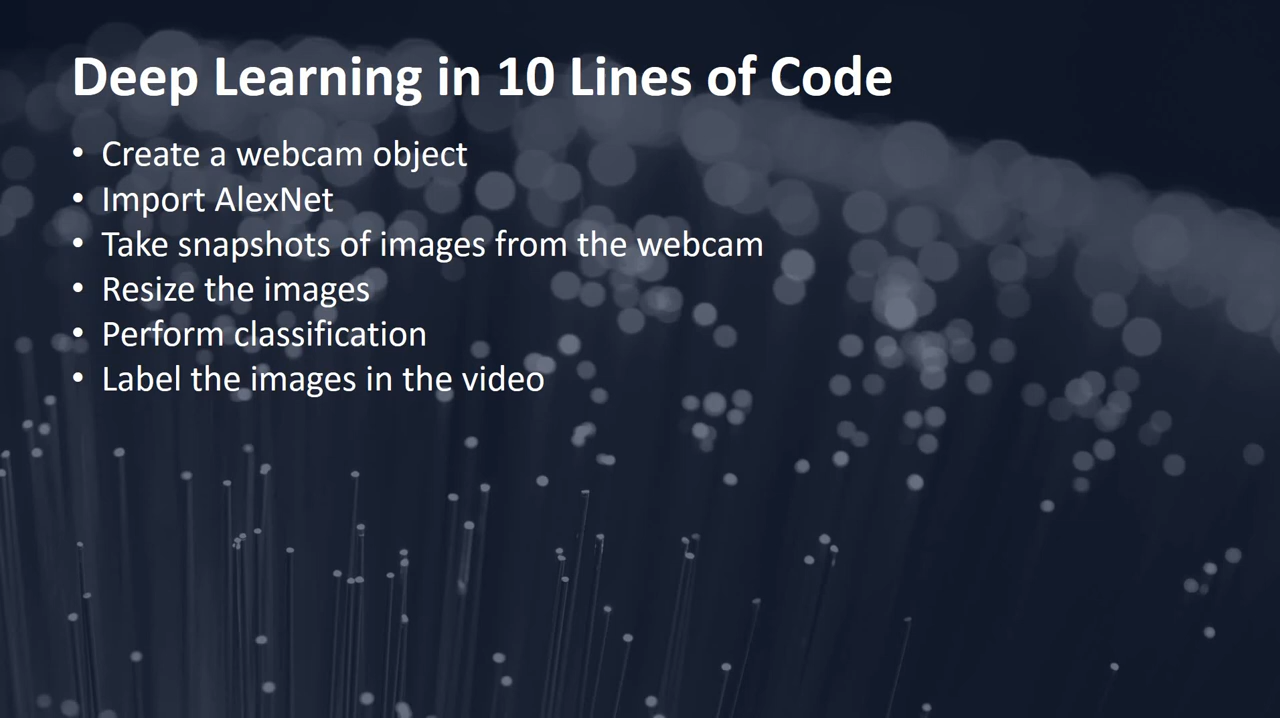 Deep Learning in 10 Lines of Code
• Create a webcam object
• Import AlexNet
• Take snapshots of images from the webcam
• Resize the images
• Perform classification
• Label the images in the video